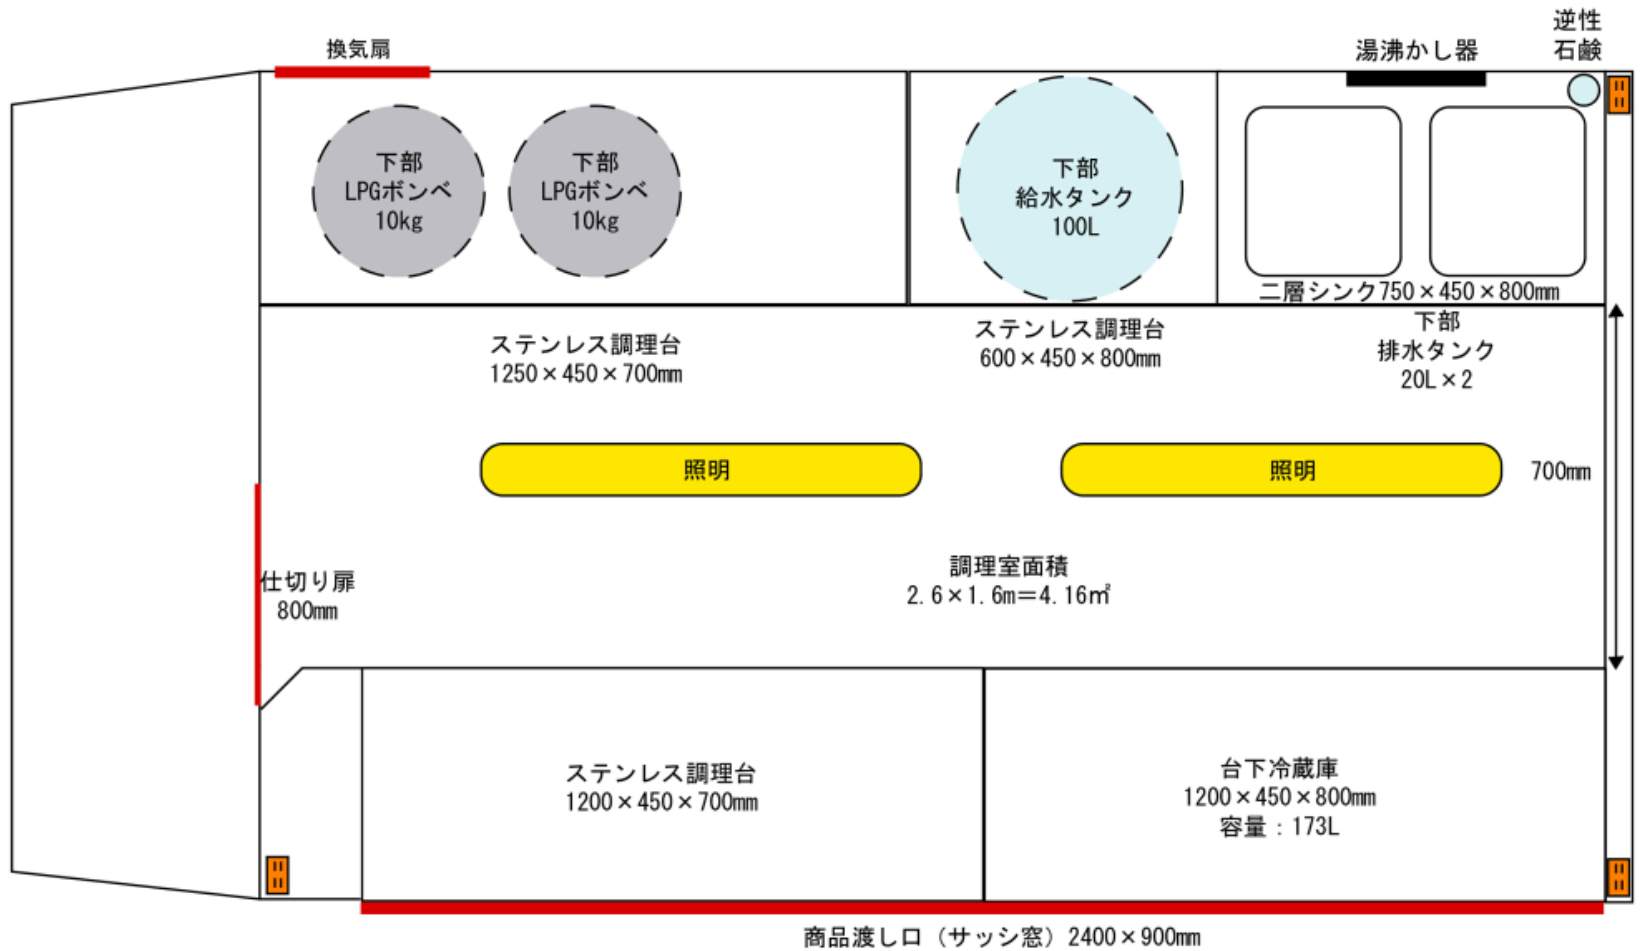 換気扇
湯沸かし器
逆性
石鹸
下部
LPGボンベ
10kg
下部
LPGボンベ
10kg
下部
給水タンク
100L
二層シンク750×450×800mm
ステンレス調理台
1250×450×700mm
ステンレス調理台
600×450×800mm
下部
排水タンク
20L×2
照明
照明
700mm
仕切り扉
800mm
調理室面積
2.6×1.6m=4.16㎡
ステンレス調理台
1200×450×700mm
台下冷蔵庫
1200×450×800mm
容量：173L
商品渡し口（サッシ窓）2400×900mm